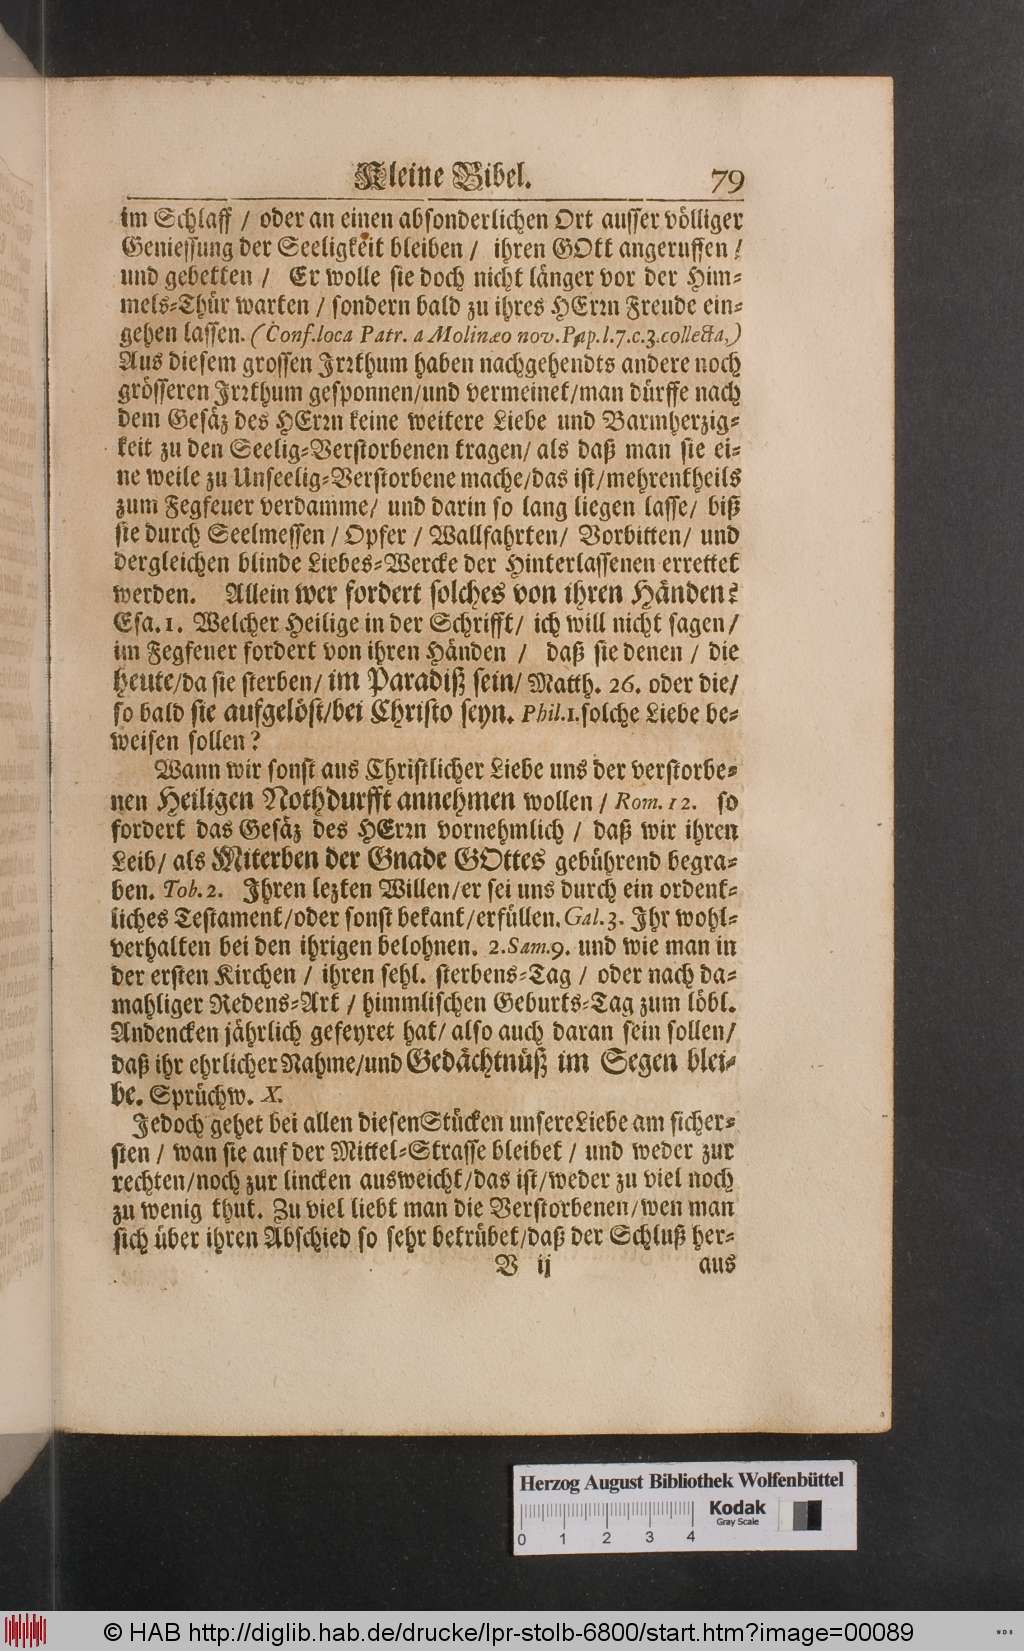 Kleine Bibel. 79
im Schlaff / oder an einen absonderlichen Ort ausser völliger
Geniessung der Seeligkeit bleiben / ihren GOtt angeruffen /
und gebetten / Er wolle sie doch nicht länger vor der Him=
mels=Thür warten / sondern bald zu ihres HErrn Freude ein=
gehen lassen. (Conf. loca Patr. a Molinæo nov. Pap. l. 7. c. 3. collecta.)
Aus diesem grossen Irrthum haben nachgehendts andere noch
grösseren Irrthum gesponnen/und vermeinet/man dürffe nach
dem Gesäz des HErrn keine weitere Liebe und Barmherzig=
keit zu den Seelig=Verstorbenen tragen/ als daß man sie ei=
ne weile zu Unseelig=Verstorbene mache/das ist/mehrentheils
zum Fegfeuer verdamme/ und darin so lang liegen lasse/ biß
sie durch Seelmessen / Opfer / Wallfahrten/ Vorbitten/ und
dergleichen blinde Liebes=Wercke der Hinterlassenen errettet
werden. Allein wer fordert solches von ihren Händen?
Esa. 1. Welcher Heilige in der Schrifft/ ich will nicht sagen/
im Fegfeuer fordert von ihren Händen / daß sie denen / die
heute/da sie sterben/ im Paradiß sein/ Matth. 26. oder die/
so bald sie aufgelöst/bei Christo seyn. Phil. 1. solche Liebe be=
weisen sollen?
Wann wir sonst aus Christlicher Liebe uns der verstorbe=
nen Heiligen Nothdurfft annehmen wollen / Rom. 12. so
fordert das Gesäz des HErrn vornehmlich / daß wir ihren
Leib/ als Miterben der Gnade GOttes gebührend begra=
ben. Tob. 2. Ihren lezten Willen/er sei uns durch ein ordent=
liches Testament/oder sonst bekant/erfüllen. Gal. 3. Ihr wohl=
verhalten bei den ihrigen belohnen. 2. Sam. 9. und wie man in
der ersten Kirchen / ihren sehl. sterbens=Tag / oder nach da=
mahliger Redens=Art / himmlischen Geburts=Tag zum löbl.
Andencken jährlich gefeyret hat/ also auch daran sein sollen/
daß ihr ehrlicher Nahme/und Gedächtnüß im Segen blei=
be. Sprüchw. X.
Jedoch gehet bei allen diesen Stücken unsere Liebe am sicher=
sten / wan sie auf der Mittel=Strasse bleibet / und weder zur
rechten/noch zur lincken ausweicht/das ist/weder zu viel noch
zu wenig thut. Zu viel liebt man die Verstorbenen/wen man
sich über ihren Abschied so sehr betrübet/daß der Schluß her=
V ij aus
Herzog August Bibliothek Wolfenbüttel
Kodak
Gray Scale
0 1 2 3 4
© HAB http://diglib.hab.de/drucke/lpr-stolb-6800/start.htm?image=00089